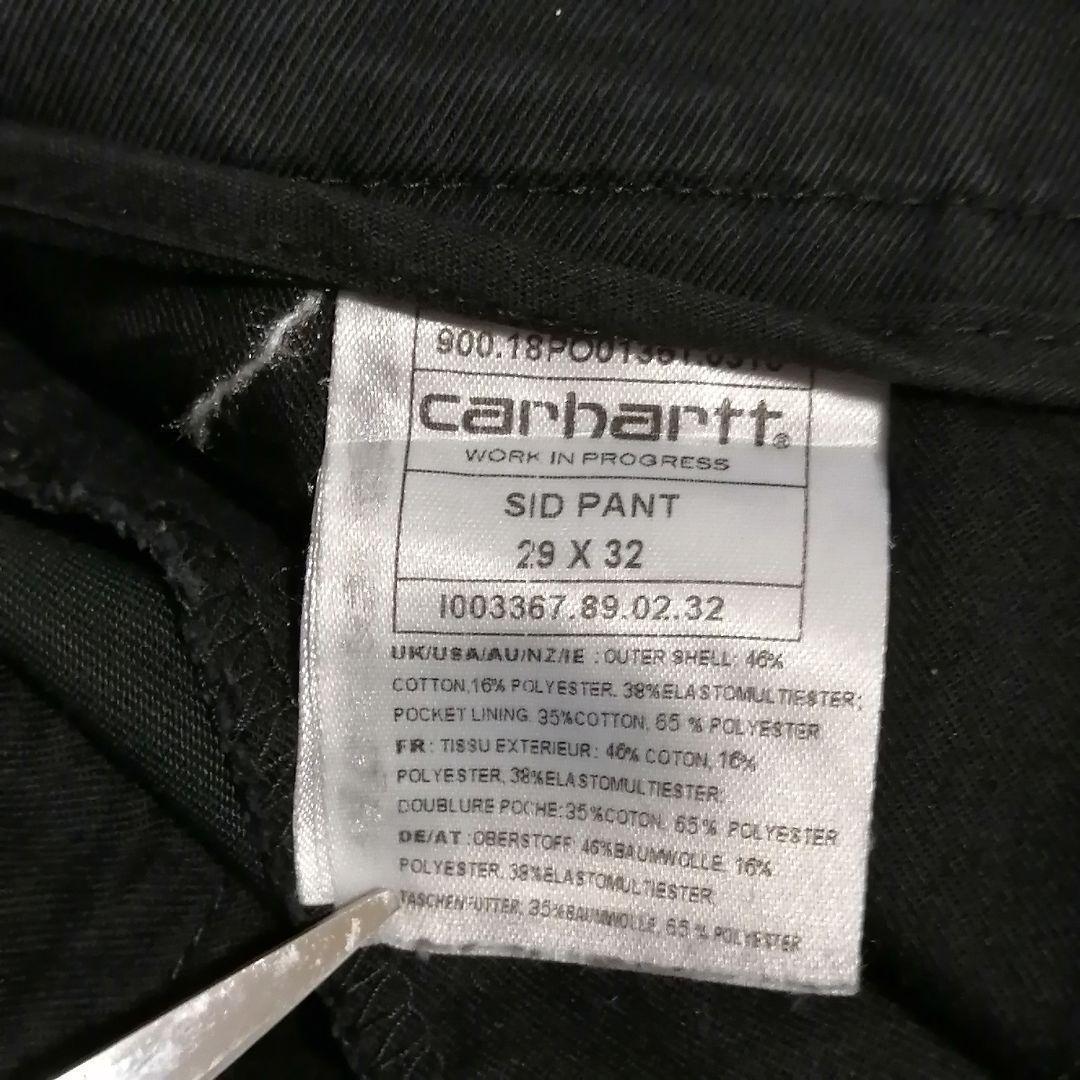 900.18PO01361.0310
carhartt®
WORK IN PROGRESS
SID PANT
29 X 32
I003367.89.02.32
UK/USA/AU/NZ/IE : OUTER SHELL: 46%
COTTON,16% POLYESTER, 38%ELASTOMULTIESTER;
POCKET LINING: 35%COTTON, 65 % POLYESTER
FR: TISSU EXTERIEUR: 46% COTON, 16%
POLYESTER, 38%ELASTOMULTIESTER;
DOUBLURE POCHE:35%COTON, 65 % POLYESTER
DE/AT :OBERSTOFF: 46%BAUMWOLLE, 16%
POLYESTER, 38%ELASTOMULTIESTER;
TASCHENFUTTER; 35%BAUMWOLLE, 65 % POLYESTER